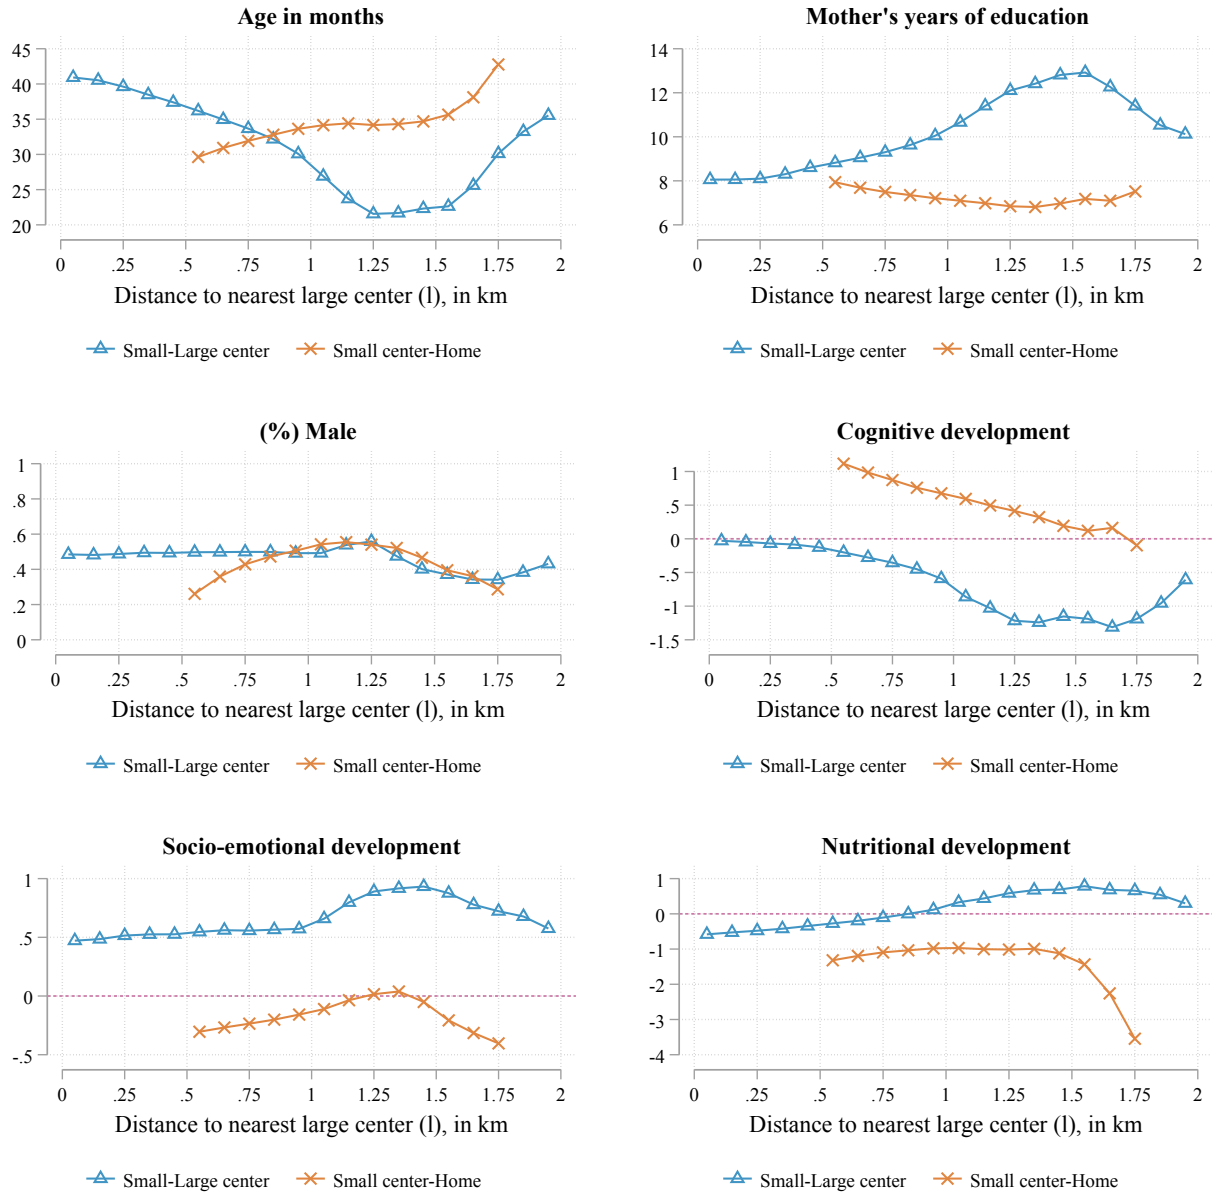 Age in months
45
40
35
30
25
20
0 .25 .5 .75 1 1.25 1.5 1.75 2
Distance to nearest large center (l), in km
Small-Large center Small center-Home
Mother's years of education
14
12
10
8
6
0 .25 .5 .75 1 1.25 1.5 1.75 2
Distance to nearest large center (l), in km
Small-Large center Small center-Home
(%) Male
1
.8
.6
.4
.2
0
0 .25 .5 .75 1 1.25 1.5 1.75 2
Distance to nearest large center (l), in km
Small-Large center Small center-Home
Cognitive development
1
.5
0
-.5
-1
-1.5
0 .25 .5 .75 1 1.25 1.5 1.75 2
Distance to nearest large center (l), in km
Small-Large center Small center-Home
Socio-emotional development
1
.5
0
-.5
0 .25 .5 .75 1 1.25 1.5 1.75 2
Distance to nearest large center (l), in km
Small-Large center Small center-Home
Nutritional development
1
0
-1
-2
-3
-4
0 .25 .5 .75 1 1.25 1.5 1.75 2
Distance to nearest large center (l), in km
Small-Large center Small center-Home